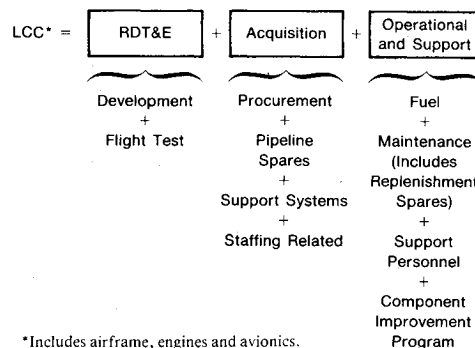 LCC* = RDT&E + Acquisition + Operational and Support
Development
+
Flight Test
Procurement
+
Pipeline
Spares
+
Support Systems
+
Staffing Related
Fuel
+
Maintenance
(Includes
Replenishment
Spares)
+
Support
Personnel
+
Component
Improvement
Program
*Includes airframe, engines and avionics.